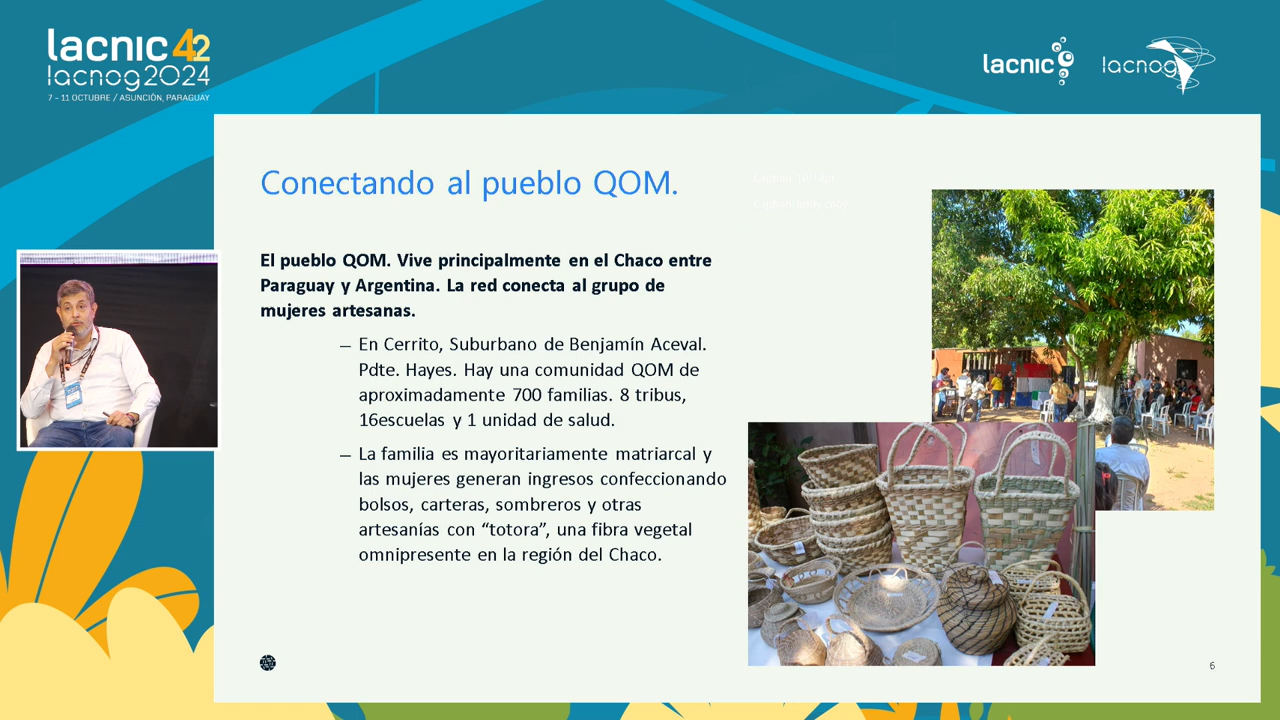 lacnic 42
lacnog2024
7 - 11 OCTUBRE / ASUNCIÓN, PARAGUAY
lacnic
lacnog
Conectando al pueblo QOM.
El pueblo QOM. Vive principalmente en el Chaco entre
Paraguay y Argentina. La red conecta al grupo de
mujeres artesanas.
– En Cerrito, Suburbano de Benjamín Aceval.
Pdte. Hayes. Hay una comunidad QOM de
aproximadamente 700 familias. 8 tribus,
16escuelas y 1 unidad de salud.
– La familia es mayoritariamente matriarcal y
las mujeres generan ingresos confeccionando
bolsos, carteras, sombreros y otras
artesanías con “totora”, una fibra vegetal
omnipresente en la región del Chaco.
6